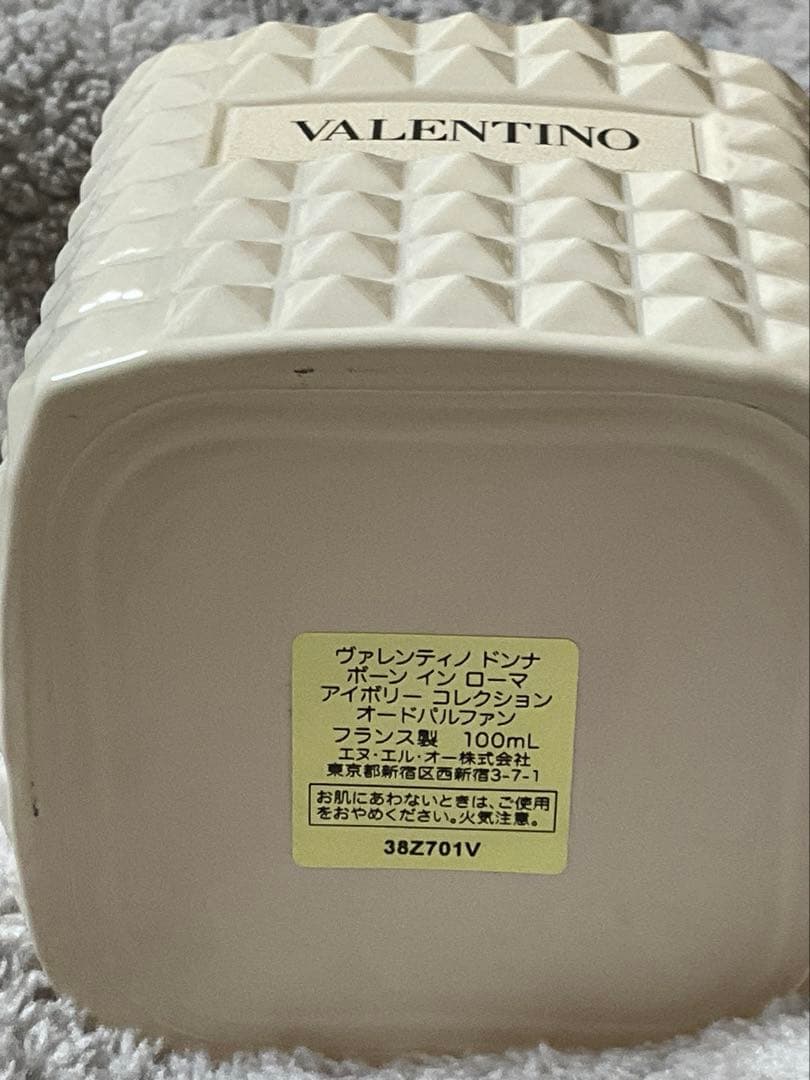 VALENTINO
ヴァレンティノ ドンナ
ボーン イン ローマ
アイボリー コレクション
オードパルファン
フランス製 100mL
エヌ・エル・オー株式会社
東京都新宿区西新宿3-7-1
お肌にあわないときは、ご使用
をおやめください。火気注意。
38Z701V